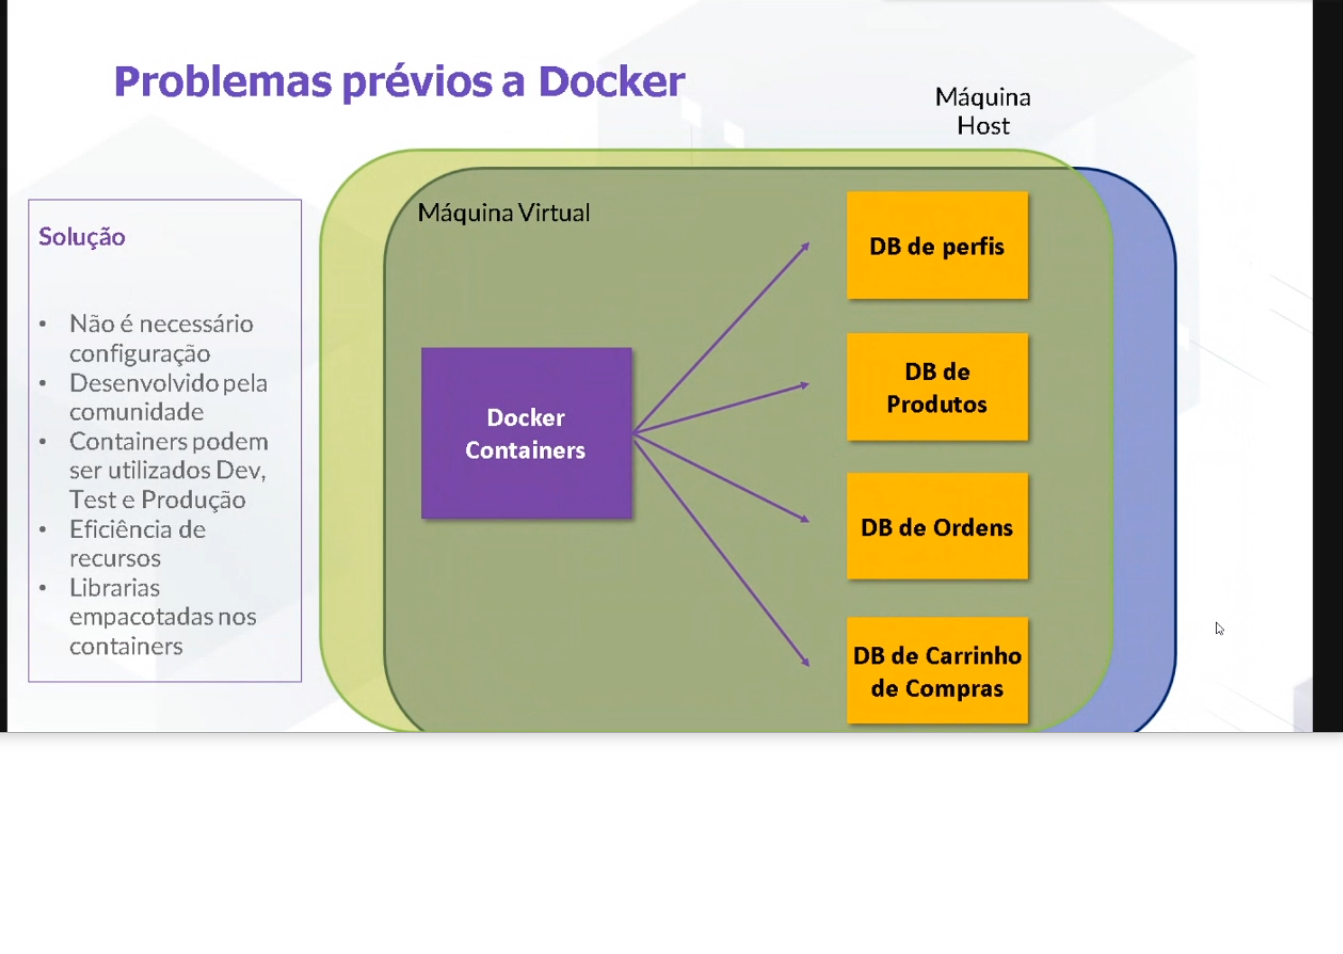 Problemas prévios a Docker
Máquina
Host
Máquina Virtual
Solução
• Não é necessário
configuração
• Desenvolvido pela
comunidade
• Containers podem
ser utilizados Dev,
Test e Produção
• Eficiência de
recursos
• Librarias
empacotadas nos
containers
Docker
Containers
DB de perfis
DB de
Produtos
DB de Ordens
DB de Carrinho
de Compras